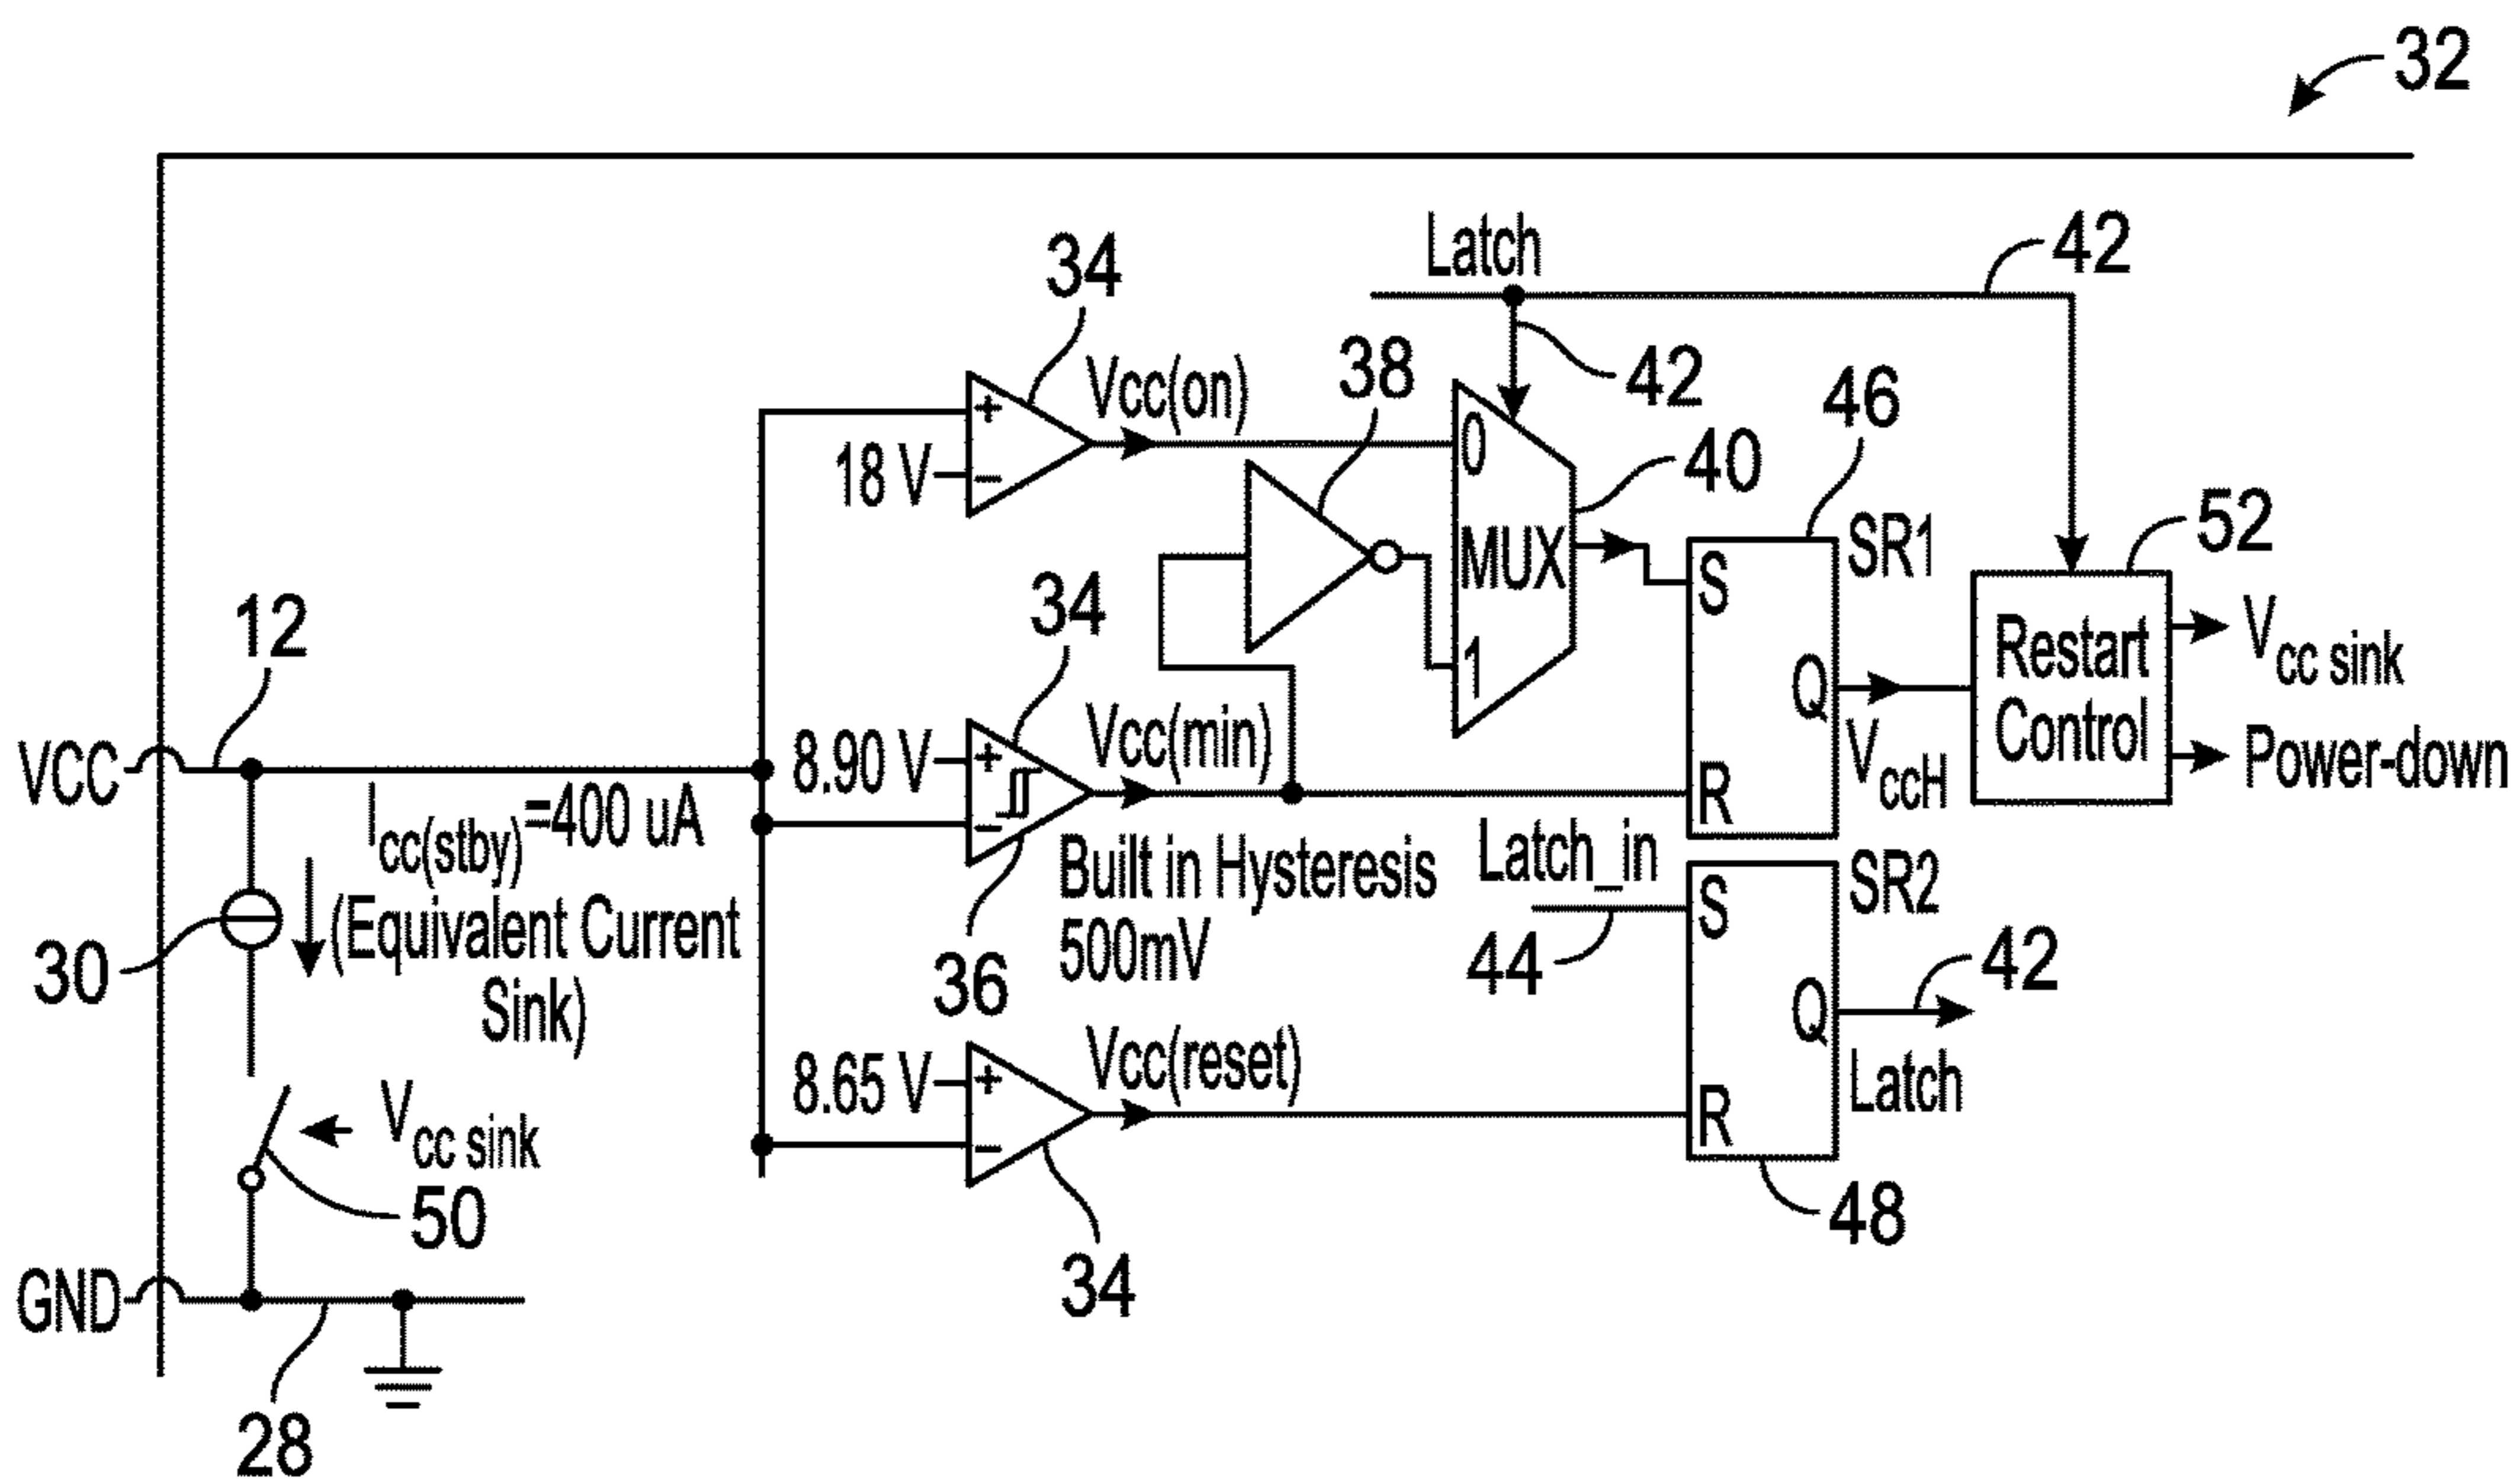 32
Latch
42
34
Vcc(on)
38
42
46
40
+
18 V
−
0
SR1
52
MUX
S
34
12
Restart
Control
Vcc sink
1
Q
8.90 V
+
Vcc(min)
VCC
VccH
Power-down
Icc(stby)=400 uA
−
R
Built in Hysteresis
500mV
Latch_in
SR2
S
(Equivalent Current
Sink)
30
36
44
42
Q
8.65 V
+
Vcc(reset)
Latch
Vcc sink
−
R
50
48
GND
34
28